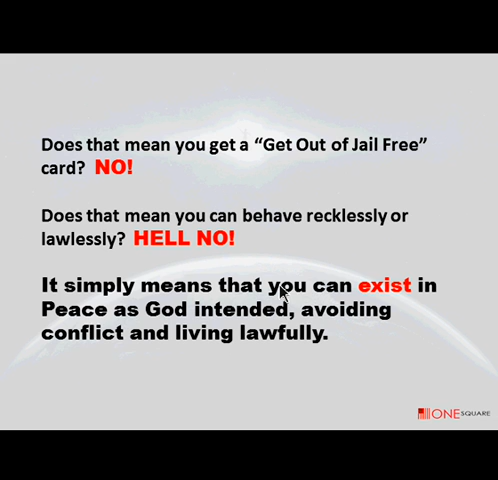 Does that mean you get a “Get Out of Jail Free”
card? NO!
Does that mean you can behave recklessly or
lawlessly? HELL NO!
It simply means that you can exist in
Peace as God intended, avoiding
conflict and living lawfully.
ONE SQUARE